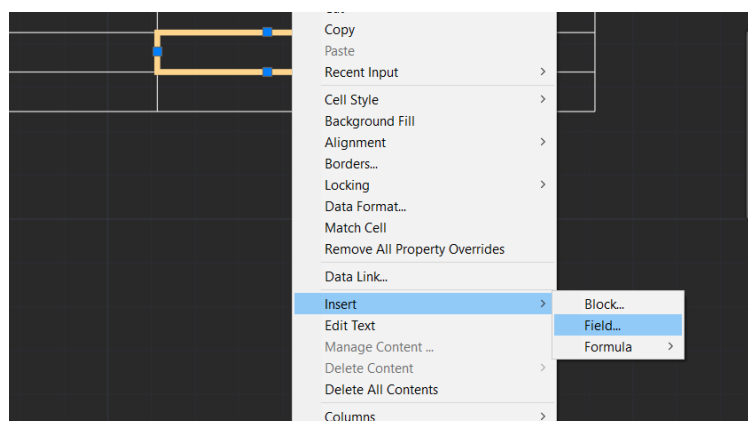 Copy
Paste
Recent Input
Cell Style
Background Fill
Alignment
Borders...
Locking
Data Format...
Match Cell
Remove All Property Overrides
Data Link...
Insert
Block...
Edit Text
Field...
Manage Content ...
Formula
Delete Content
Delete All Contents
Columns